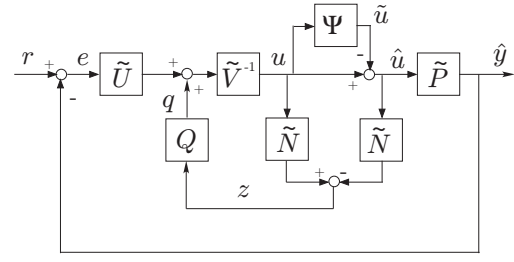 Ψ ũ
r + e Ũ + + Ṽ⁻¹ u + - û P̃ ŷ
- q
Q Ñ Ñ
+ -
z